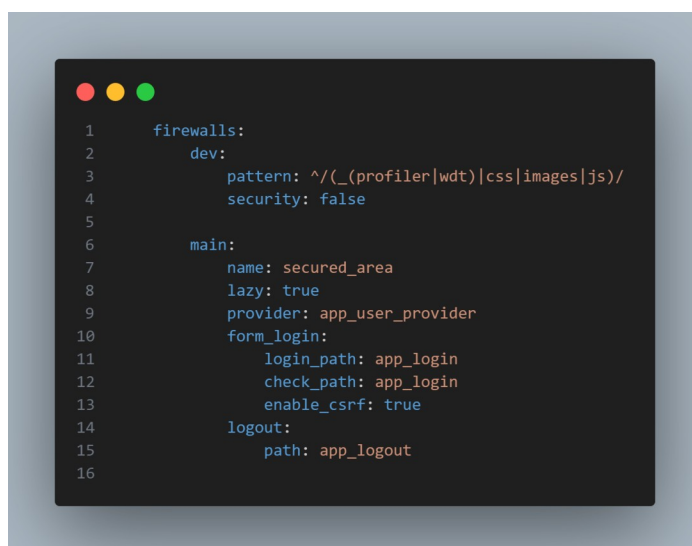 1 firewalls:
2 dev:
3 pattern: ^/(_(profiler|wdt)|css|images|js)/
4 security: false
5
6 main:
7 name: secured_area
8 lazy: true
9 provider: app_user_provider
10 form_login:
11 login_path: app_login
12 check_path: app_login
13 enable_csrf: true
14 logout:
15 path: app_logout
16